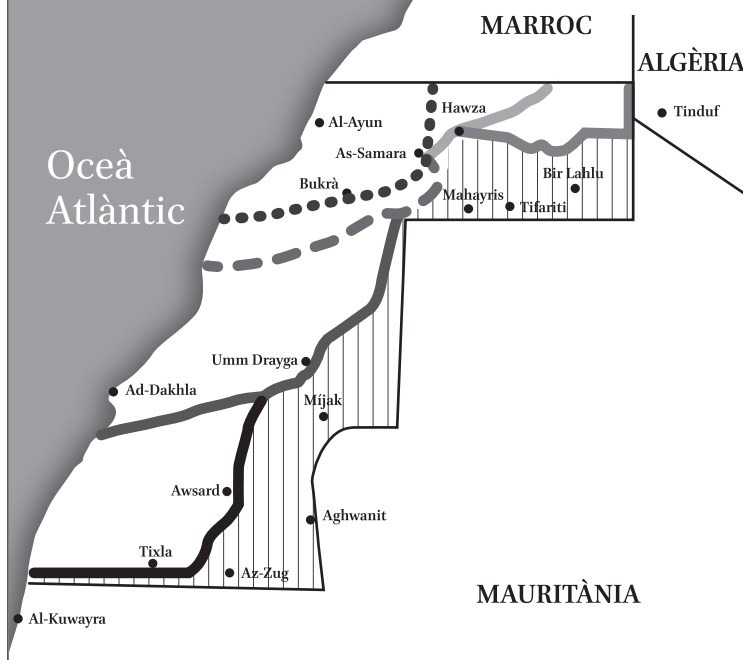 MARROC
ALGÈRIA
Hawza
Tinduf
Al-Ayun
As-Samara
Oceà
Atlàntic
Bukrà
Bir Lahlu
Mahayris
Tifariti
Umm Drayga
Ad-Dakhla
Míjak
Awsard
Aghwanit
Tixla
Az-Zug
MAURITÀNIA
Al-Kuwayra